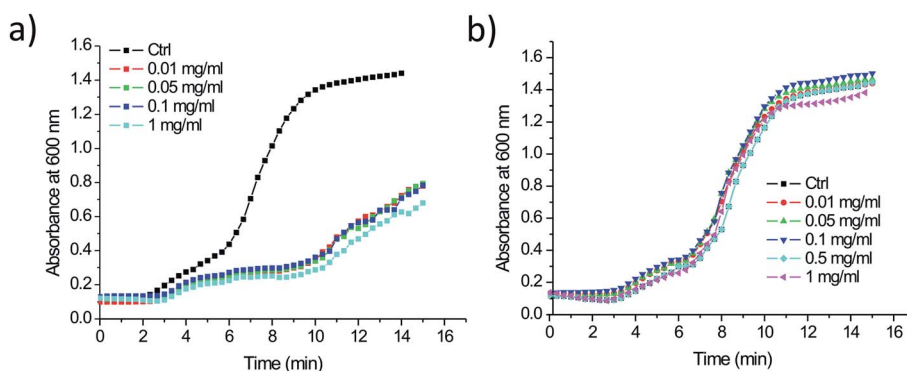 a)
Absorbance at 600 nm
1.6
1.4
1.2
1.0
0.8
0.6
0.4
0.2
0.0
Ctrl
0.01 mg/ml
0.05 mg/ml
0.1 mg/ml
1 mg/ml
0 2 4 6 8 10 12 14 16
Time (min)
b)
Absorbance at 600 nm
1.6
1.4
1.2
1.0
0.8
0.6
0.4
0.2
0.0
Ctrl
0.01 mg/ml
0.05 mg/ml
0.1 mg/ml
0.5 mg/ml
1 mg/ml
0 2 4 6 8 10 12 14 16
Time (min)